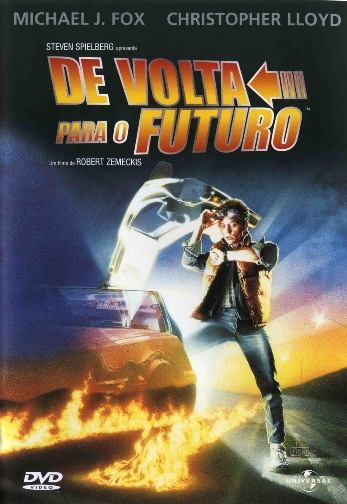 MICHAEL J. FOX CHRISTOPHER LLOYD
STEVEN SPIELBERG apresenta
DE VOLTA
PARA O FUTURO
TM
Um filme de ROBERT ZEMECKIS
DVD
VIDEO
UNIVERSAL